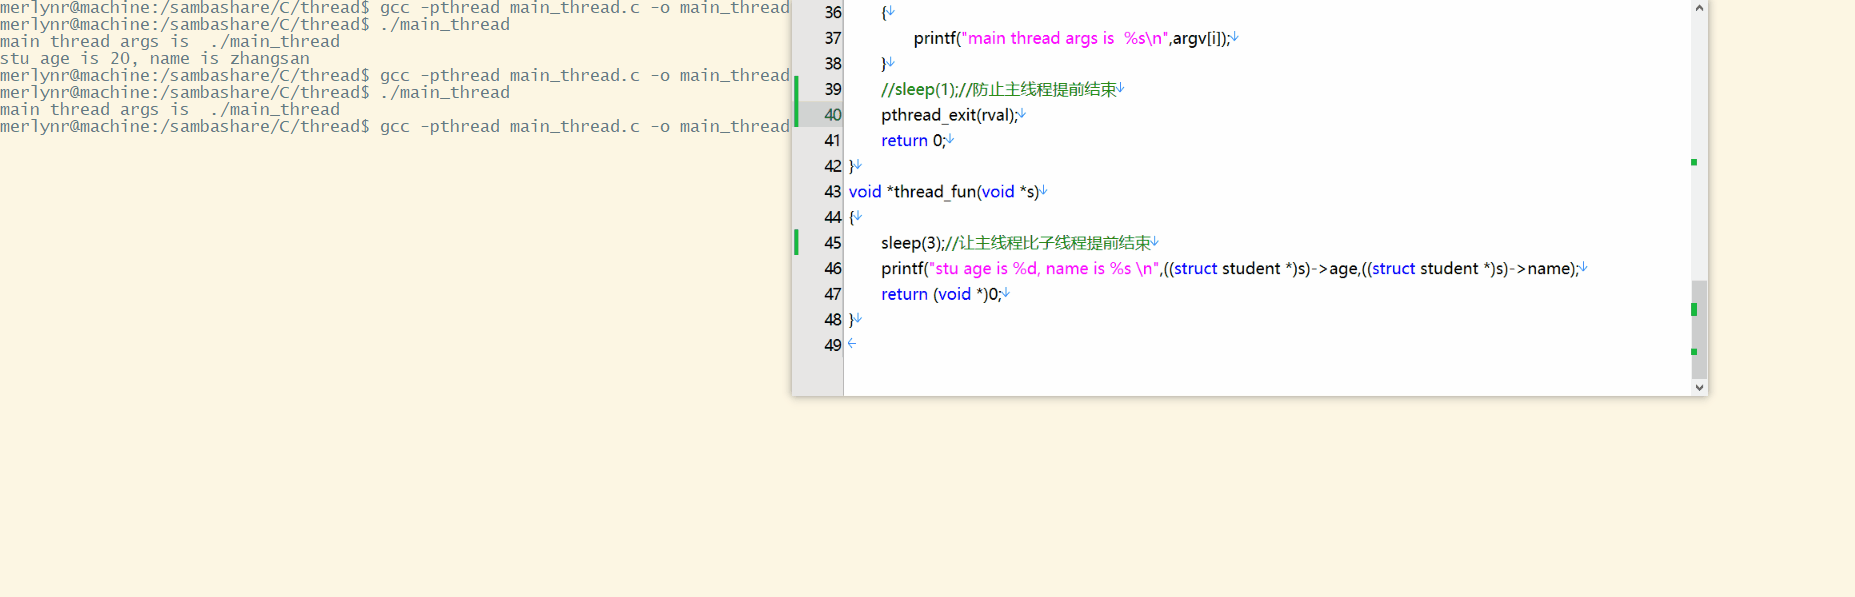 merlynr@machine:/sambashare/C/thread$ gcc -pthread main_thread.c -o main_thread
merlynr@machine:/sambashare/C/thread$ ./main_thread
main thread args is  ./main_thread
stu age is 20, name is zhangsan
merlynr@machine:/sambashare/C/thread$ gcc -pthread main_thread.c -o main_thread
merlynr@machine:/sambashare/C/thread$ ./main_thread
main thread args is  ./main_thread
merlynr@machine:/sambashare/C/thread$ gcc -pthread main_thread.c -o main_thread
36 {↓
37 printf("main thread args is  %s\n",argv[i]);↓
38 }↓
39 //sleep(1);//防止主线程提前结束↓
40 pthread_exit(rval);↓
41 return 0;↓
42 }↓
43 void *thread_fun(void *s)↓
44 {↓
45 sleep(3);//让主线程比子线程提前结束↓
46 printf("stu age is %d, name is %s \n",((struct student *)s)->age,((struct student *)s)->name);↓
47 return (void *)0;↓
48 }↓
49 ←